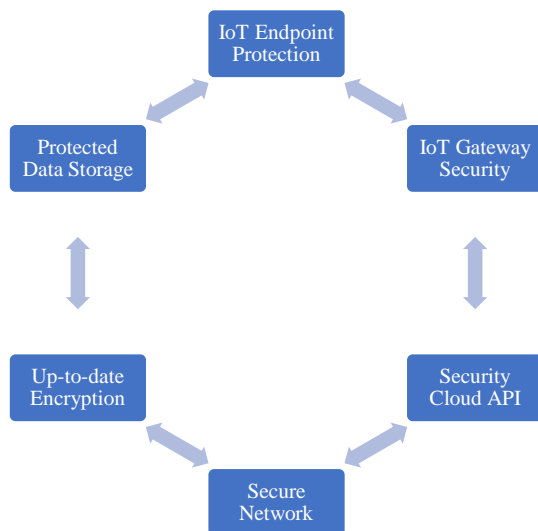 IoT Endpoint
Protection
Protected
Data Storage
IoT Gateway
Security
Up-to-date
Encryption
Security
Cloud API
Secure
Network